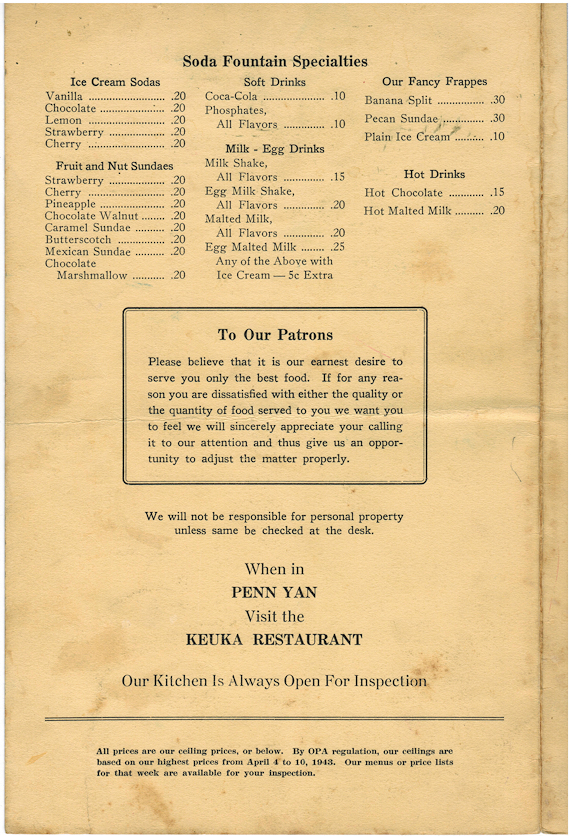 Soda Fountain Specialties
Ice Cream Sodas
Vanilla .......................... .20
Chocolate ...................... .20
Lemon .......................... .20
Strawberry .................... .20
Cherry .......................... .20
Fruit and Nut Sundaes
Strawberry .................... .20
Cherry .......................... .20
Pineapple ...................... .20
Chocolate Walnut ....... .20
Caramel Sundae .......... .20
Butterscotch ................ .20
Mexican Sundae .......... .20
Chocolate
Marshmallow ........... .20
Soft Drinks
Coca-Cola .................... .10
Phosphates,
All Flavors ................ .10
Milk - Egg Drinks
Milk Shake,
All Flavors ................ .15
Egg Milk Shake,
All Flavors ................ .20
Malted Milk,
All Flavors ................ .20
Egg Malted Milk ........ .25
Any of the Above with
Ice Cream — 5c Extra
Our Fancy Frappes
Banana Split ............... .30
Pecan Sundae ............. .30
Plain Ice Cream .......... .10
Hot Drinks
Hot Chocolate ............ .15
Hot Malted Milk .......... .20
To Our Patrons
Please believe that it is our earnest desire to
serve you only the best food. If for any rea-
son you are dissatisfied with either the quality or
the quantity of food served to you we want you
to feel we will sincerely appreciate your calling
it to our attention and thus give us an oppor-
tunity to adjust the matter properly.
We will not be responsible for personal property
unless same be checked at the desk.
When in
PENN YAN
Visit the
KEUKA RESTAURANT
Our Kitchen Is Always Open For Inspection
All prices are our ceiling prices, or below. By OPA regulation, our ceilings are
based on our highest prices from April 4 to 10, 1943. Our menus or price lists
for that week are available for your inspection.